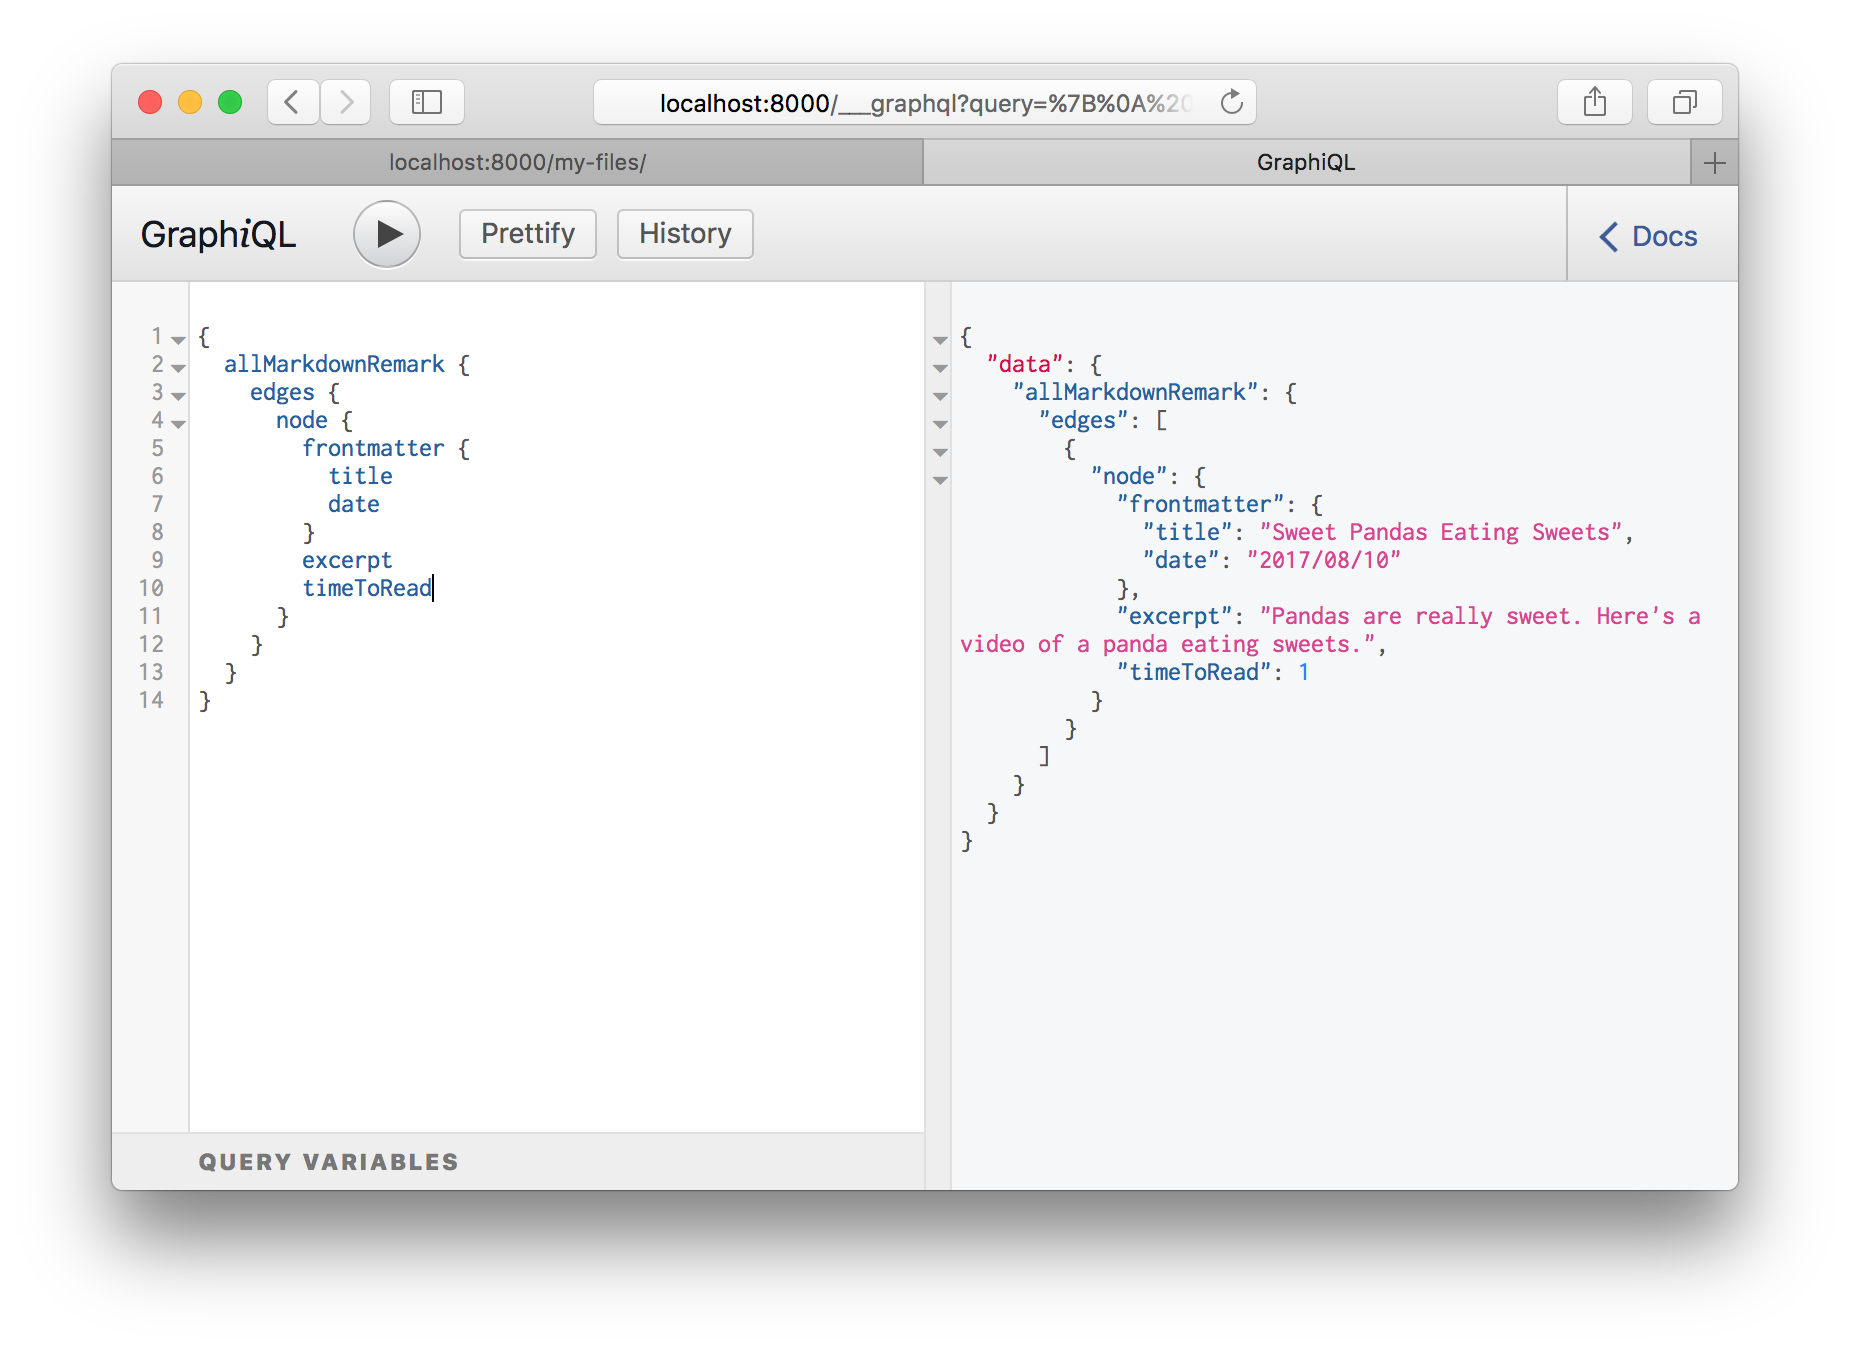 localhost:8000/___graphql?query=%7B%0A%20
localhost:8000/my-files/
GraphiQL
GraphiQL
Prettify
History
Docs
1 {
2 allMarkdownRemark {
3 edges {
4 node {
5 frontmatter {
6 title
7 date
8 }
9 excerpt
10 timeToRead
11 }
12 }
13 }
14 }
QUERY VARIABLES
{
"data": {
"allMarkdownRemark": {
"edges": [
{
"node": {
"frontmatter": {
"title": "Sweet Pandas Eating Sweets",
"date": "2017/08/10"
},
"excerpt": "Pandas are really sweet. Here's a
video of a panda eating sweets.",
"timeToRead": 1
}
}
]
}
}
}